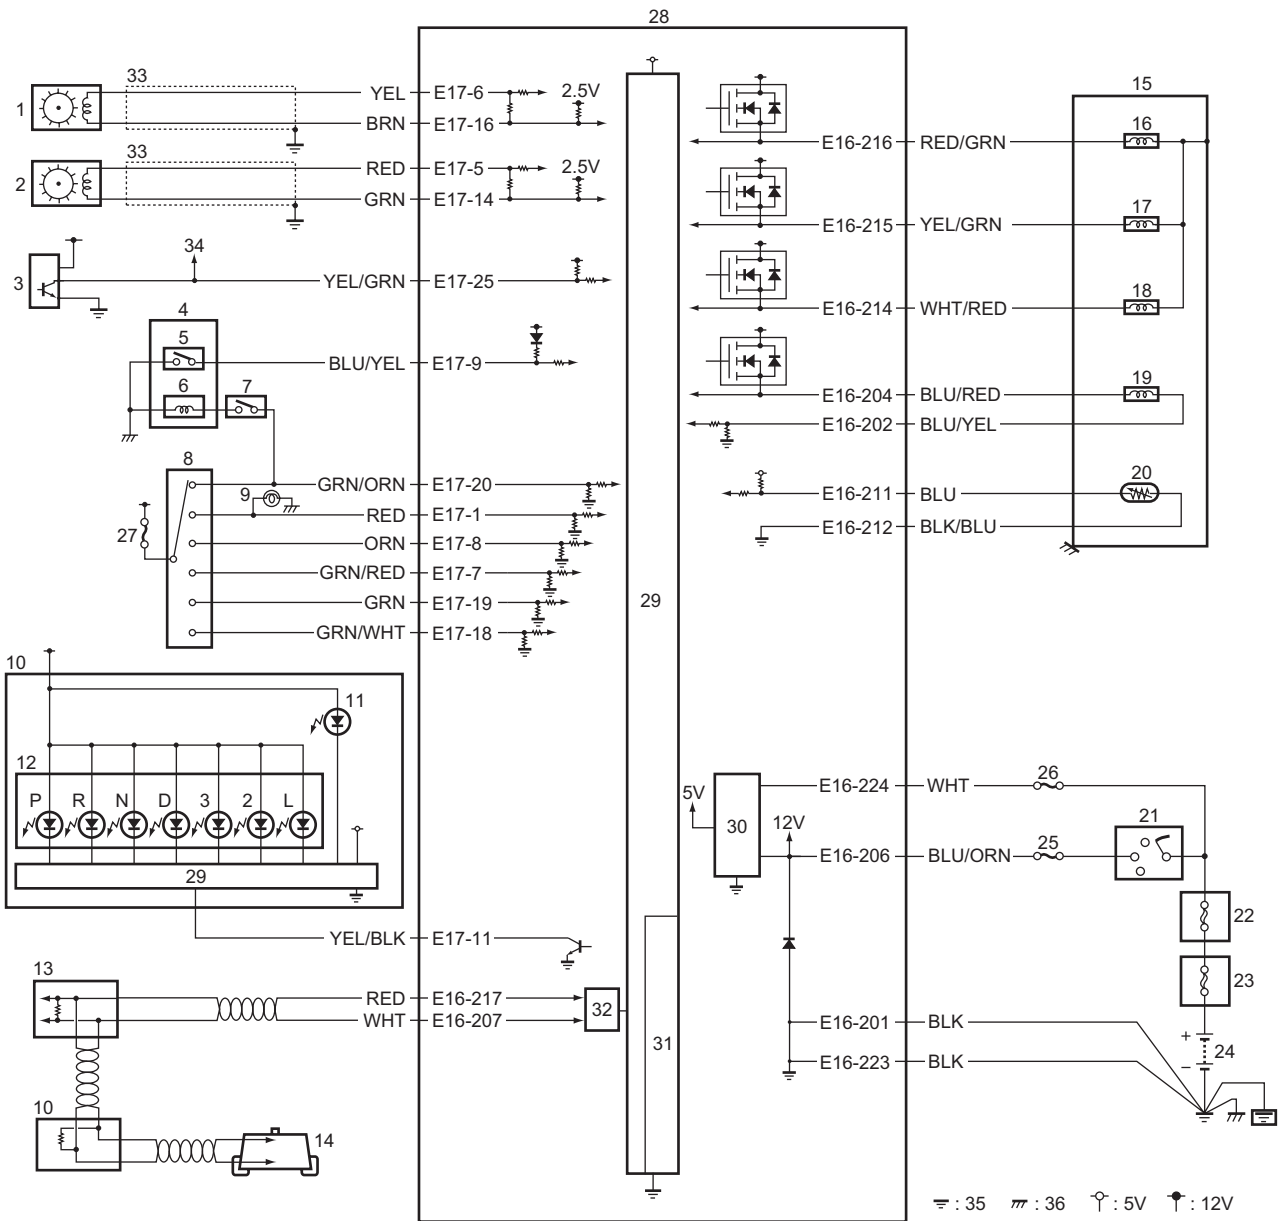 28
33
1
YEL
E17-6
2.5V
BRN
E17-16
33
2
RED
E17-5
2.5V
GRN
E17-14
34
3
YEL/GRN
E17-25
4
5
BLU/YEL
E17-9
6
7
8
GRN/ORN
E17-20
9
RED
E17-1
27
ORN
E17-8
GRN/RED
E17-7
GRN
E17-19
GRN/WHT
E17-18
10
11
12
P R N D 3 2 L
29
YEL/BLK
E17-11
13
RED
E16-217
WHT
E16-207
32
10
14
29
31
15
E16-216
RED/GRN
16
E16-215
YEL/GRN
17
E16-214
WHT/RED
18
E16-204
BLU/RED
19
E16-202
BLU/YEL
E16-211
BLU
20
E16-212
BLK/BLU
5V
30
E16-224
WHT
26
12V
21
E16-206
BLU/ORN
25
22
23
E16-201
BLK
24
+
−
E16-223
BLK
: 35 : 36 : 5V : 12V